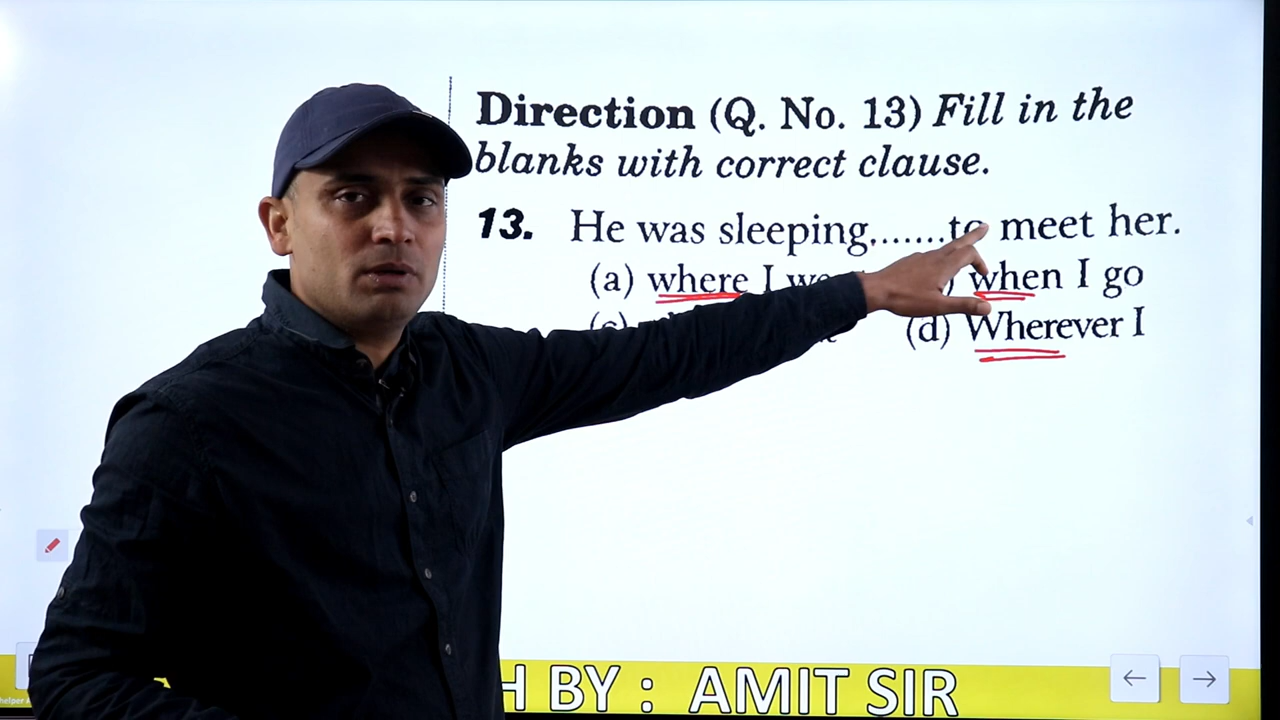 Direction (Q. No. 13) Fill in the
blanks with correct clause.
13. He was sleeping.......to meet her.
(a) where I (b) when I go
(d) Wherever I
H BY : AMIT SIR
helper